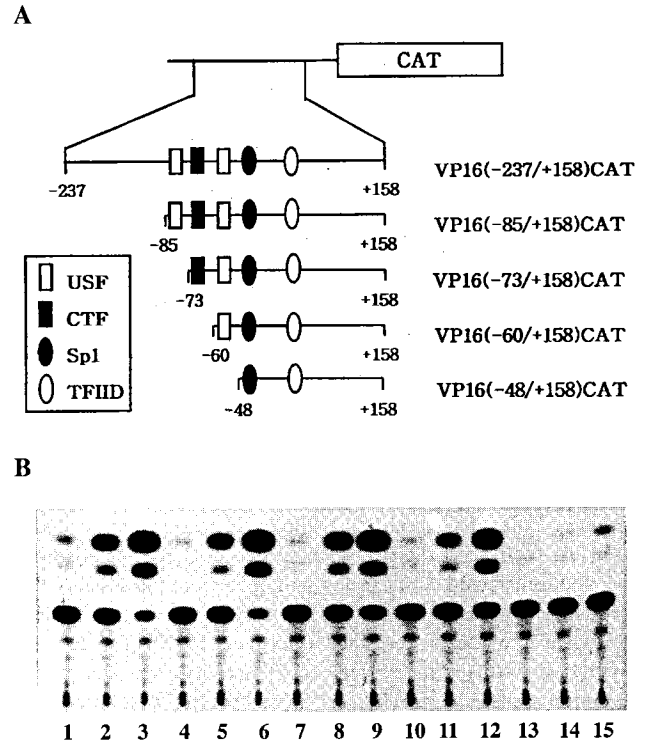 A
CAT
-237
+158
VP16(-237/+158)CAT
-85
+158
VP16(-85/+158)CAT
-73
+158
VP16(-73/+158)CAT
-60
+158
VP16(-60/+158)CAT
-48
+158
VP16(-48/+158)CAT
USF
CTF
Sp1
TFIID
B
1 2 3 4 5 6 7 8 9 10 11 12 13 14 15